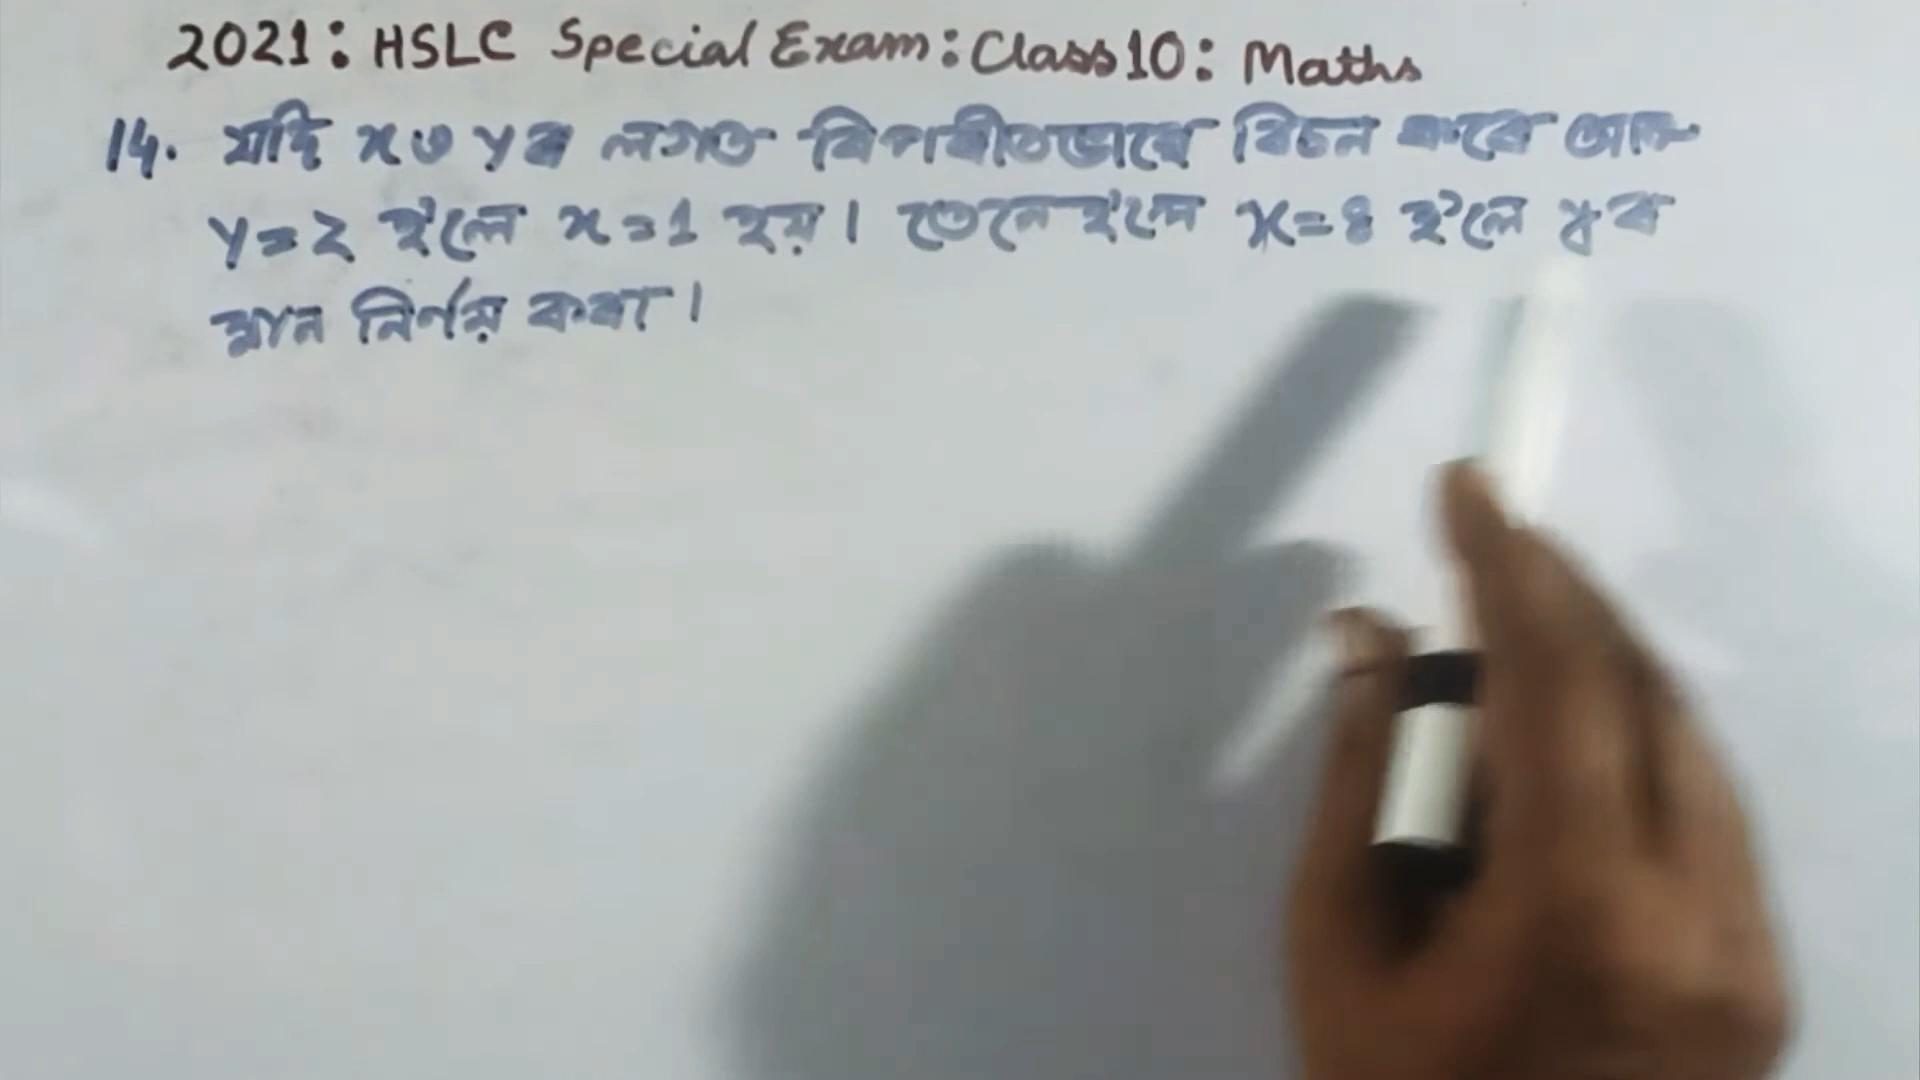 2021: HSLC Special Exam: Class 10: Maths
14. যদি x ও y ৰ লগত বিপৰীতভাৱে বিচৰণ কৰে আৰু
y=2 হ'লে x=1 হয়। তেনেহ'লে x=8 হ'লে y ৰ
মান নিৰ্ণয় কৰা।